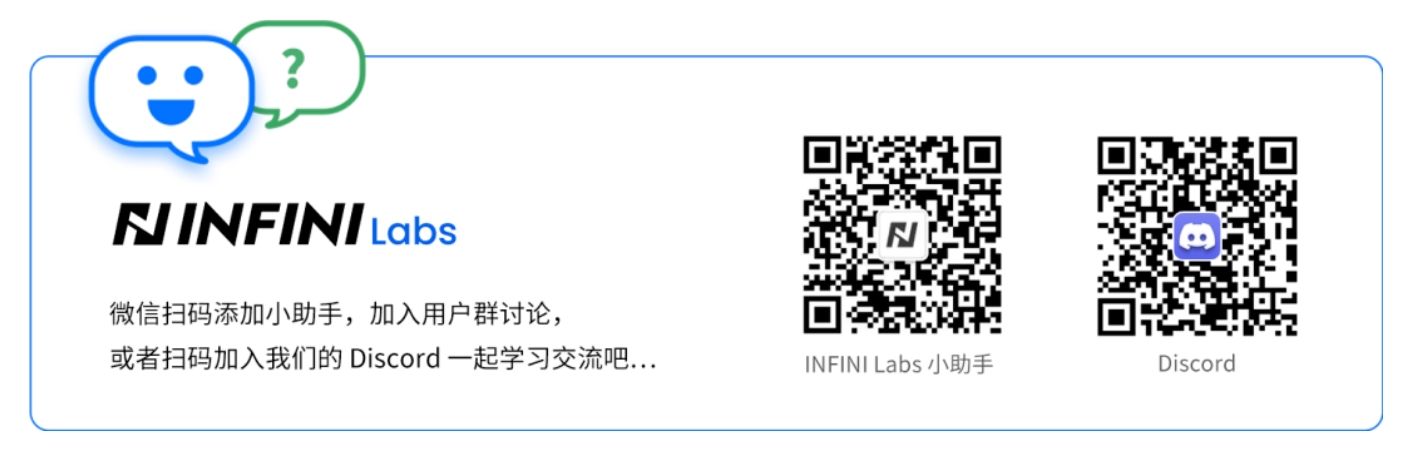 ?
INFINI Labs
微信扫码添加小助手，加入用户群讨论，
或者扫码加入我们的 Discord 一起学习交流吧...
INFINI Labs 小助手
Discord